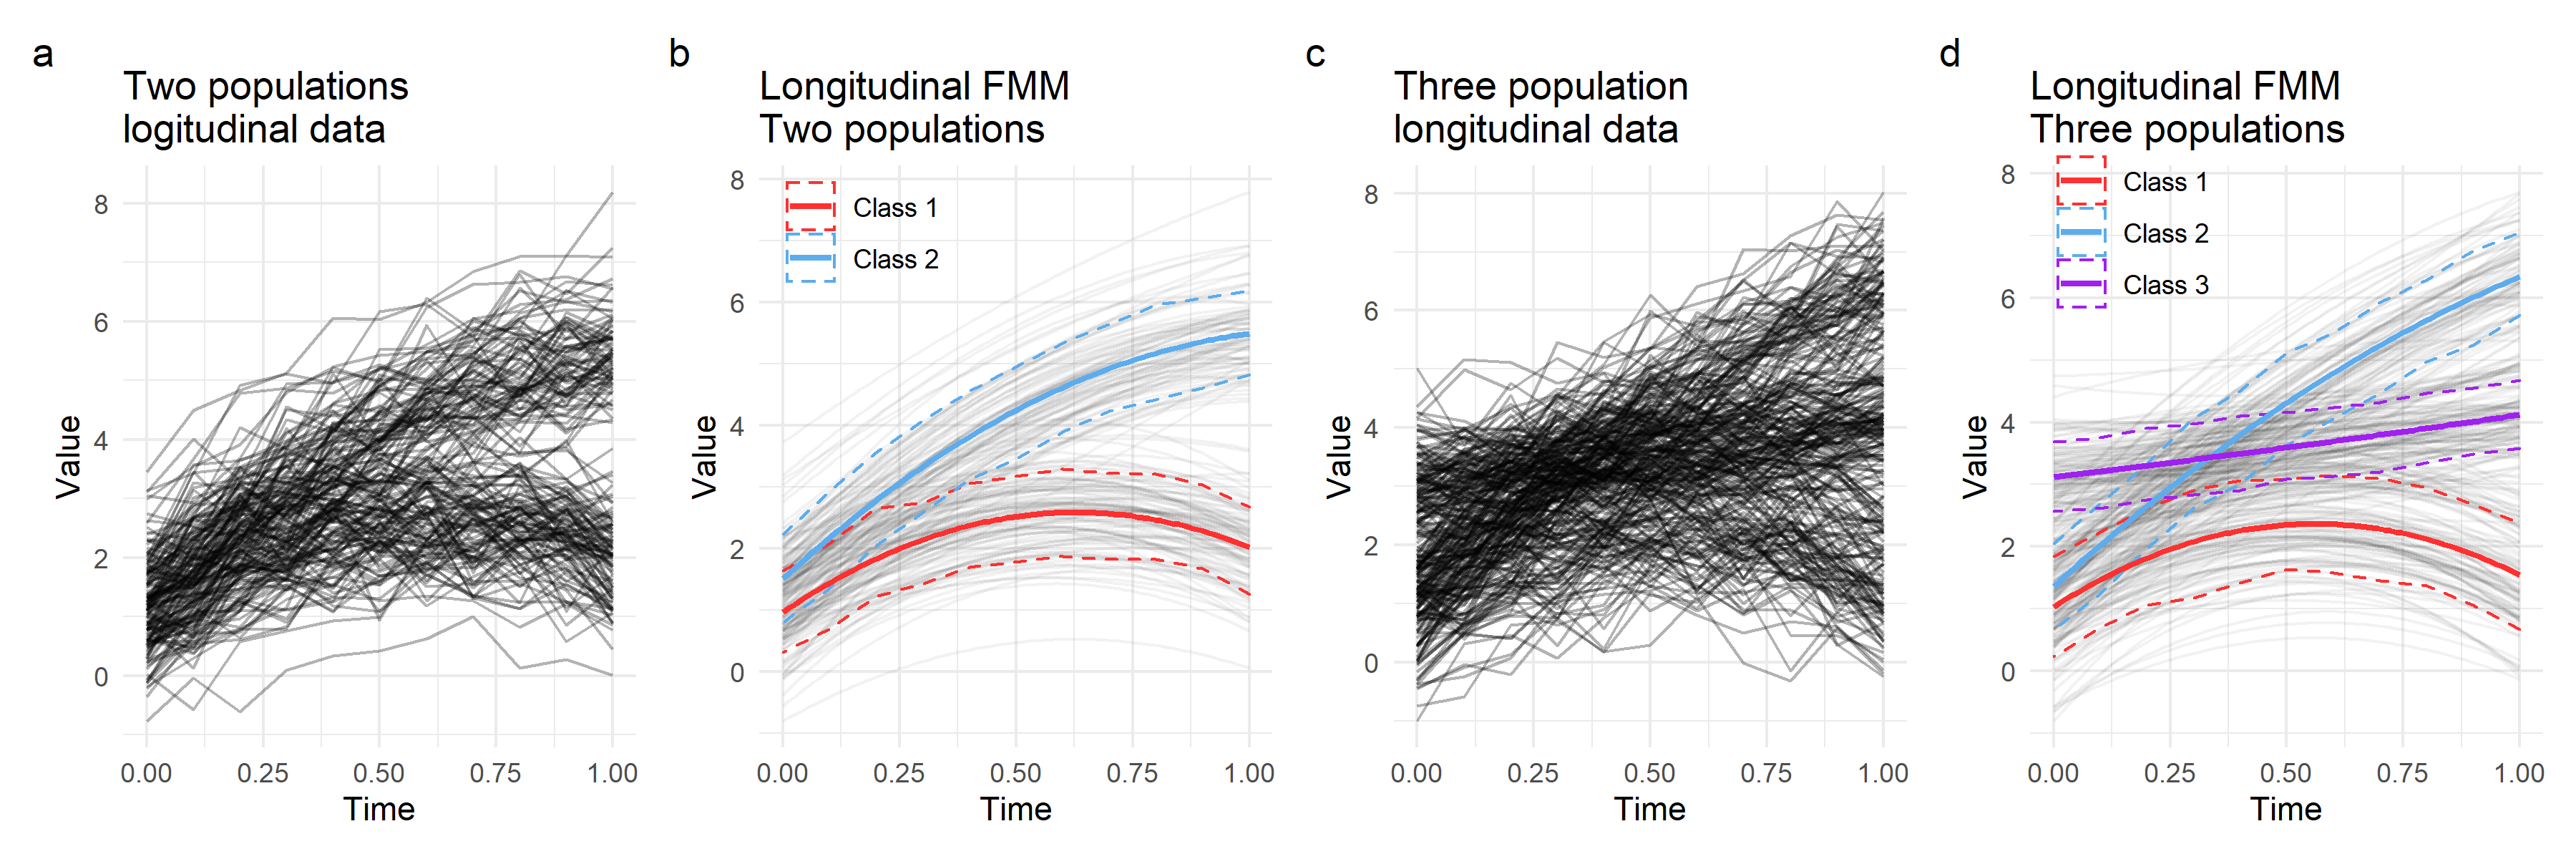 a
Two populations
logitudinal data
8
6
4
2
0
Value
0.00 0.25 0.50 0.75 1.00
Time
b
Longitudinal FMM
Two populations
8
6
4
2
0
Value
Class 1
Class 2
0.00 0.25 0.50 0.75 1.00
Time
c
Three population
longitudinal data
8
6
4
2
0
Value
0.00 0.25 0.50 0.75 1.00
Time
d
Longitudinal FMM
Three populations
8
6
4
2
0
Value
Class 1
Class 2
Class 3
0.00 0.25 0.50 0.75 1.00
Time